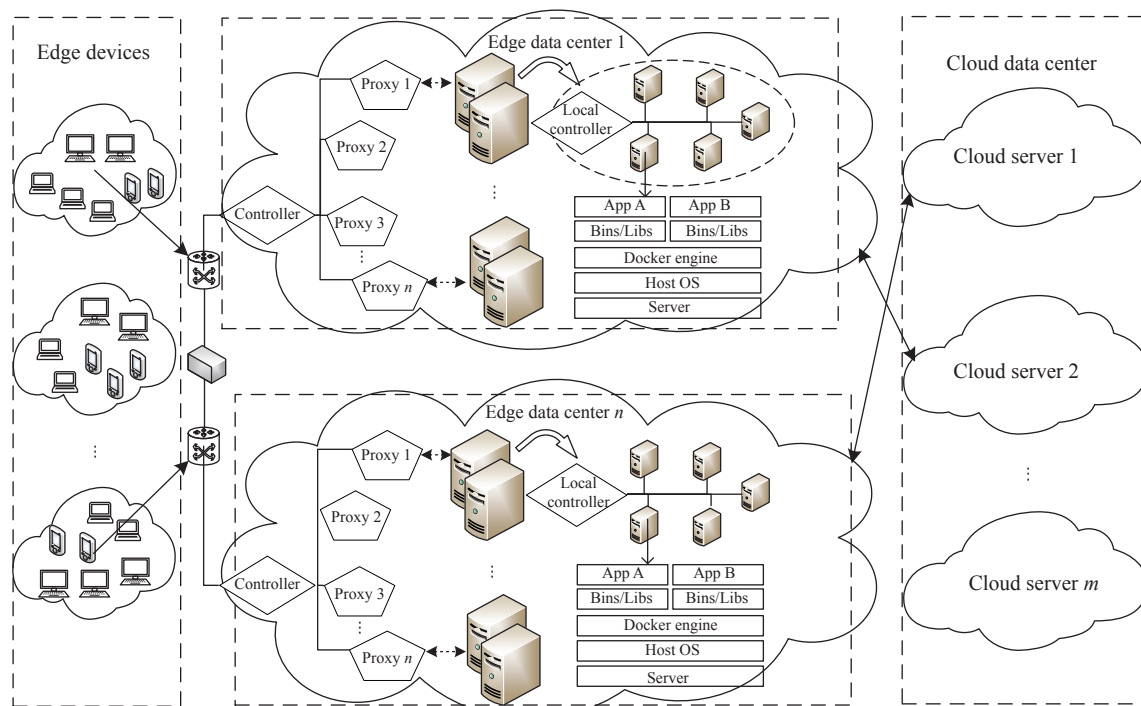 Edge devices
⋮
Edge data center 1
Proxy 1
Proxy 2
Controller
Proxy 3
⋮
Proxy n
⋮
Local
controller
App A
App B
Bins/Libs
Bins/Libs
Docker engine
Host OS
Server
Edge data center n
Proxy 1
Proxy 2
Controller
Proxy 3
⋮
Proxy n
⋮
Local
controller
App A
App B
Bins/Libs
Bins/Libs
Docker engine
Host OS
Server
Cloud data center
Cloud server 1
Cloud server 2
⋮
Cloud server m